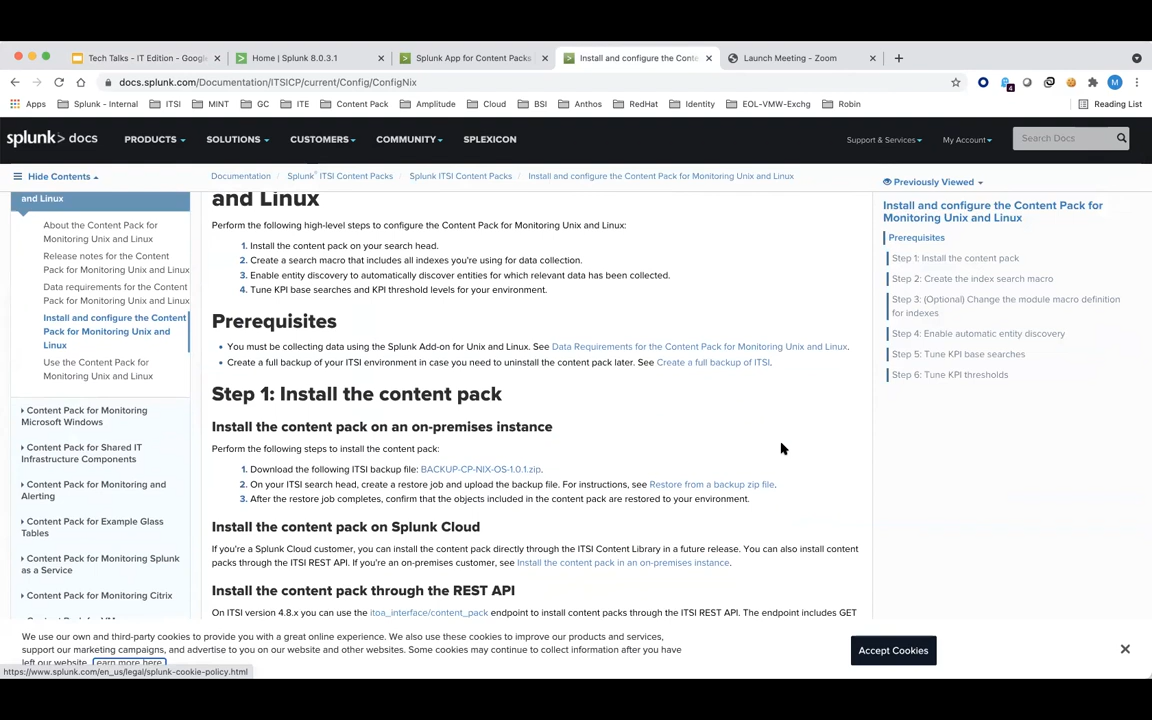 Tech Talks - IT Edition - Google
Home | Splunk 8.0.3.1
Splunk App for Content Packs
Install and configure the Conte
Launch Meeting - Zoom
docs.splunk.com/Documentation/ITSICP/current/Config/ConfigNix
4
M
Apps
Splunk - Internal
ITSI
MINT
GC
ITE
Content Pack
Amplitude
Cloud
BSI
Anthos
RedHat
Identity
EOL-VMW-Exchg
Robin
Reading List
splunk> docs
PRODUCTS
SOLUTIONS
CUSTOMERS
COMMUNITY
SPLEXICON
Support & Services
My Account
Search Docs
Hide Contents
Documentation / Splunk® ITSI Content Packs / Splunk ITSI Content Packs / Install and configure the Content Pack for Monitoring Unix and Linux
and Linux
About the Content Pack for
Monitoring Unix and Linux
Release notes for the Content
Pack for Monitoring Unix and Linux
Data requirements for the Content
Pack for Monitoring Unix and Linux
Install and configure the Content
Pack for Monitoring Unix and
Linux
Use the Content Pack for
Monitoring Unix and Linux
Content Pack for Monitoring
Microsoft Windows
Content Pack for Shared IT
Infrastructure Components
Content Pack for Monitoring and
Alerting
Content Pack for Example Glass
Tables
Content Pack for Monitoring Splunk
as a Service
Content Pack for Monitoring Citrix
and Linux
Perform the following high-level steps to configure the Content Pack for Monitoring Unix and Linux:
1. Install the content pack on your search head.
2. Create a search macro that includes all indexes you're using for data collection.
3. Enable entity discovery to automatically discover entities for which relevant data has been collected.
4. Tune KPI base searches and KPI threshold levels for your environment.
Prerequisites
• You must be collecting data using the Splunk Add-on for Unix and Linux. See Data Requirements for the Content Pack for Monitoring Unix and Linux.
• Create a full backup of your ITSI environment in case you need to uninstall the content pack later. See Create a full backup of ITSI.
Step 1: Install the content pack
Install the content pack on an on-premises instance
Perform the following steps to install the content pack:
1. Download the following ITSI backup file: BACKUP-CP-NIX-OS-1.0.1.zip.
2. On your ITSI search head, create a restore job and upload the backup file. For instructions, see Restore from a backup zip file.
3. After the restore job completes, confirm that the objects included in the content pack are restored to your environment.
Install the content pack on Splunk Cloud
If you're a Splunk Cloud customer, you can install the content pack directly through the ITSI Content Library in a future release. You can also install content
packs through the ITSI REST API. If you're an on-premises customer, see Install the content pack in an on-premises instance.
Install the content pack through the REST API
On ITSI version 4.8.x you can use the itoa_interface/content_pack endpoint to install content packs through the ITSI REST API. The endpoint includes GET
Previously Viewed
Install and configure the Content Pack for
Monitoring Unix and Linux
Prerequisites
Step 1: Install the content pack
Step 2: Create the index search macro
Step 3: (Optional) Change the module macro definition
for indexes
Step 4: Enable automatic entity discovery
Step 5: Tune KPI base searches
Step 6: Tune KPI thresholds
We use our own and third-party cookies to provide you with a great online experience. We also use these cookies to improve our products and services,
support our marketing campaigns, and advertise to you on our website and other websites. Some cookies may continue to collect information after you have
left our website. Learn more here
Accept Cookies
https://www.splunk.com/en_us/legal/splunk-cookie-policy.html